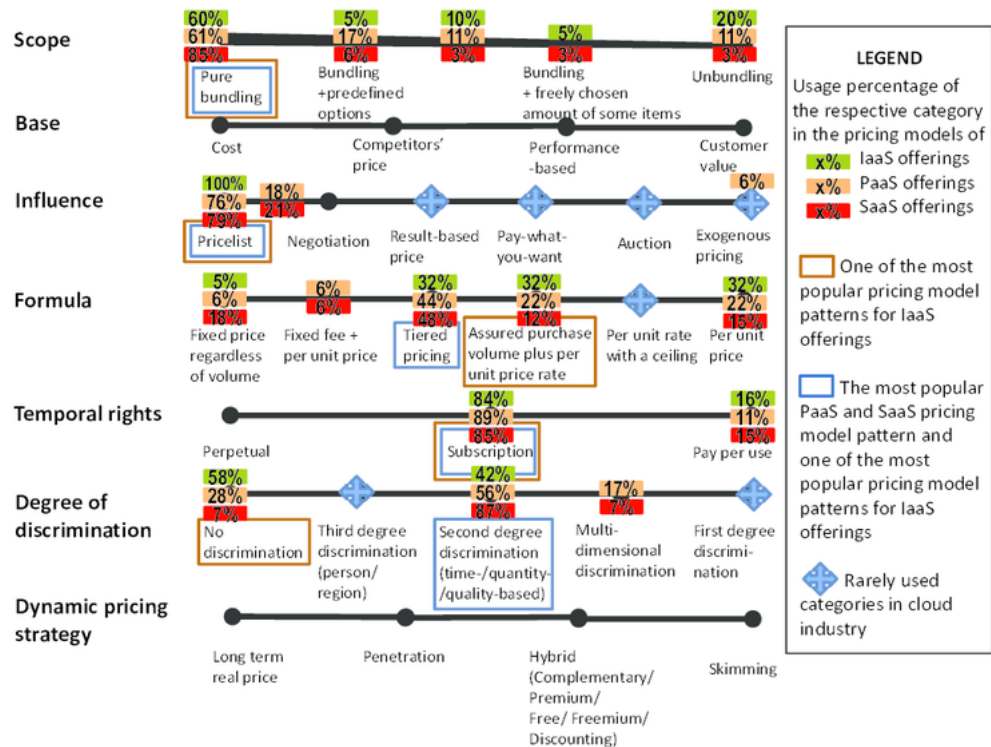 Scope
60% 5% 10% 20%
61% 17% 11% 5% 11%
85% 6% 3% 3% 3%
Pure
bundling
Bundling
+predefined
options
Bundling
+ freely chosen
amount of some items
Unbundling
Base
Cost
Competitors'
price
Performance
-based
Customer
value
Influence
100%
76%
79%
18%
21%
6%
Pricelist
Negotiation
Result-based
price
Pay-what-
you-want
Auction
Exogenous
pricing
Formula
5% 32% 32% 32%
6% 6% 44% 22% 22%
18% 6% 48% 12% 15%
Fixed price
regardless
of volume
Fixed fee +
per unit price
Tiered
pricing
Assured purchase
volume plus per
unit price rate
Per unit rate
with a ceiling
Per unit
price
Temporal rights
84% 16%
89% 11%
85% 15%
Perpetual
Subscription
Pay per use
Degree of
discrimination
58% 42%
28% 56% 17%
7% 87% 7%
No
discrimination
Third degree
discrimination
(person/
region)
Second degree
discrimination
(time-/quantity-
/quality-based)
Multi-
dimensional
discrimination
First degree
discrimi-
nation
Dynamic pricing
strategy
Long term
real price
Penetration
Hybrid
(Complementary/
Premium/
Free/ Freemium/
Discounting)
Skimming
LEGEND
Usage percentage
of the respective
category
in the pricing models of
x% IaaS offerings
x% PaaS offerings
x% SaaS offerings
One of the most
popular pricing model
patterns for IaaS
offerings
The most popular
PaaS and SaaS pricing
model pattern and
one of the most
popular pricing model
patterns for IaaS
offerings
Rarely used
categories in cloud
industry